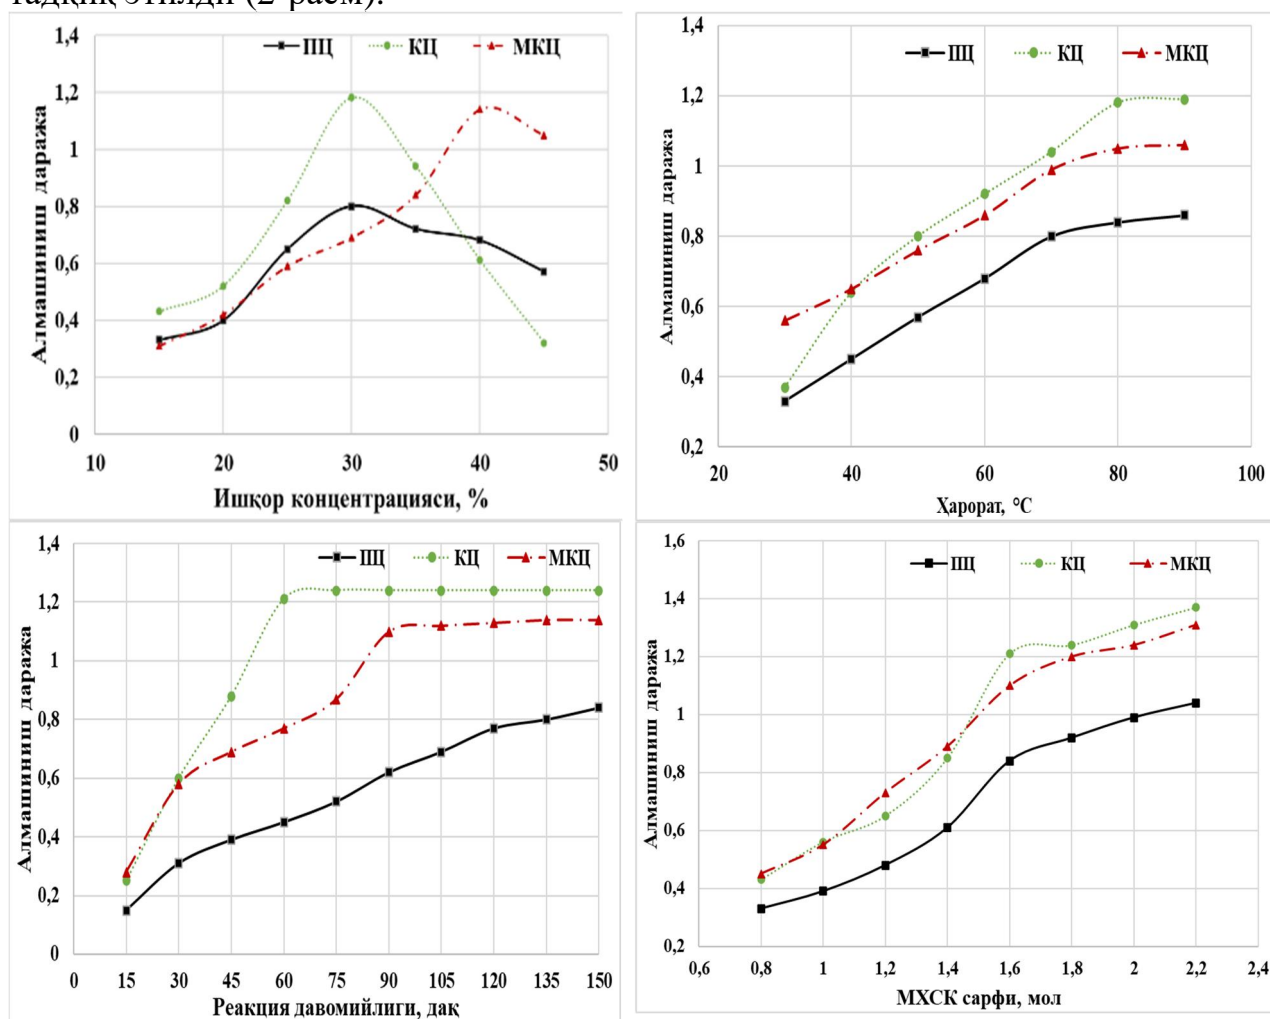 тадқиқ этилди (2-расм).
1,4
1,2
1
0,8
0,6
0,4
0,2
0
10 20 30 40 50
ПЦ КЦ МКЦ
Алмашиниш даража
Ишқор концентрацияси, %
1,4
1,2
1
0,8
0,6
0,4
0,2
20 40 60 80 100
ПЦ КЦ МКЦ
Алмашиниш даража
Ҳарорат, °С
1,4
1,2
1
0,8
0,6
0,4
0,2
0
0 15 30 45 60 75 90 105 120 135 150
ПЦ КЦ МКЦ
Алмашиниш даража
Реакция давомийлиги, дақ
1,6
1,4
1,2
1
0,8
0,6
0,4
0,2
0,6 0,8 1 1,2 1,4 1,6 1,8 2 2,2 2,4
ПЦ КЦ МКЦ
Алмашиниш даража
МХСК сарфи, мол